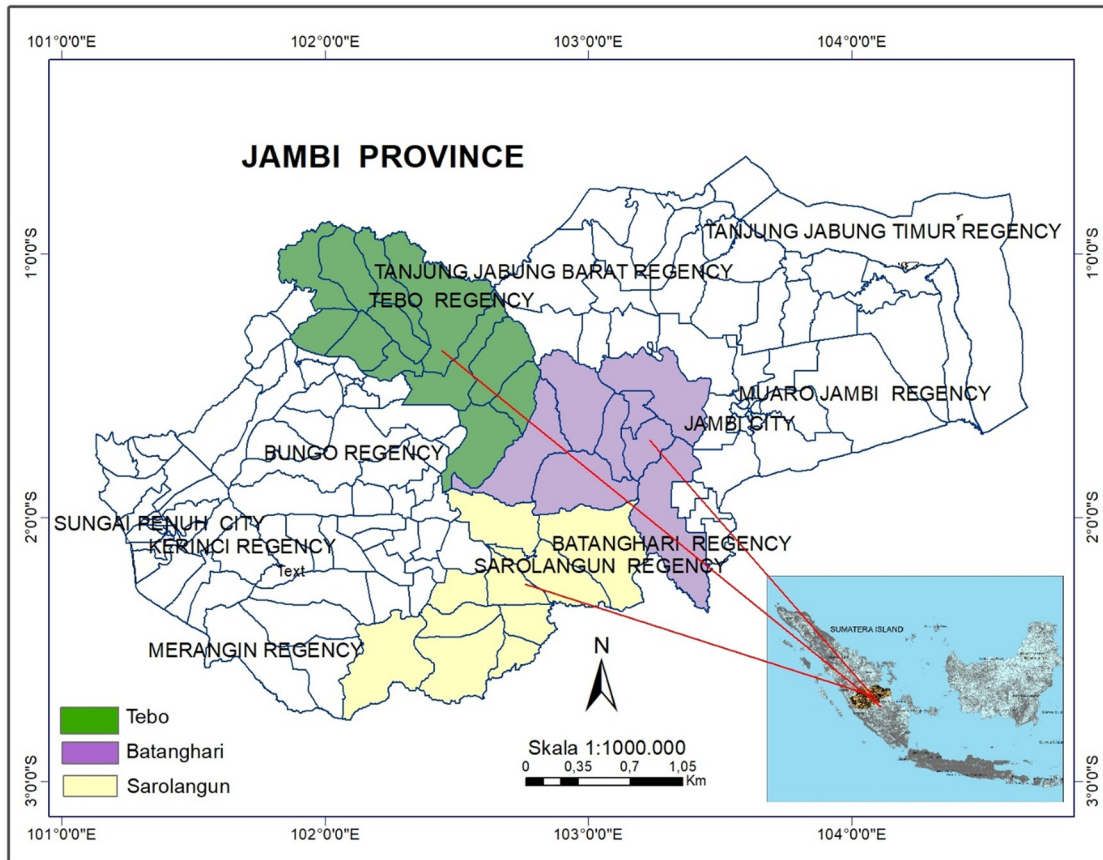 101°0'0"E 102°0'0"E 103°0'0"E 104°0'0"E
JAMBI PROVINCE
TANJUNG JABUNG TIMUR REGENCY
1°0'0"S 1°0'0"S
TANJUNG JABUNG BARAT REGENCY
TEBO REGENCY
MUARO JAMBI REGENCY
JAMBI CITY
BUNGO REGENCY
SUNGAI PENUH CITY
2°0'0"S 2°0'0"S
KERINCI REGENCY
BATANGHARI REGENCY
SAROLANGUN REGENCY
Text
MERANGIN REGENCY
SUMATERA ISLAND
N
Tebo
Batanghari
Sarolangun
Skala 1:1000.000
0 0,35 0,7 1,05
Km
3°0'0"S 3°0'0"S
101°0'0"E 102°0'0"E 103°0'0"E 104°0'0"E